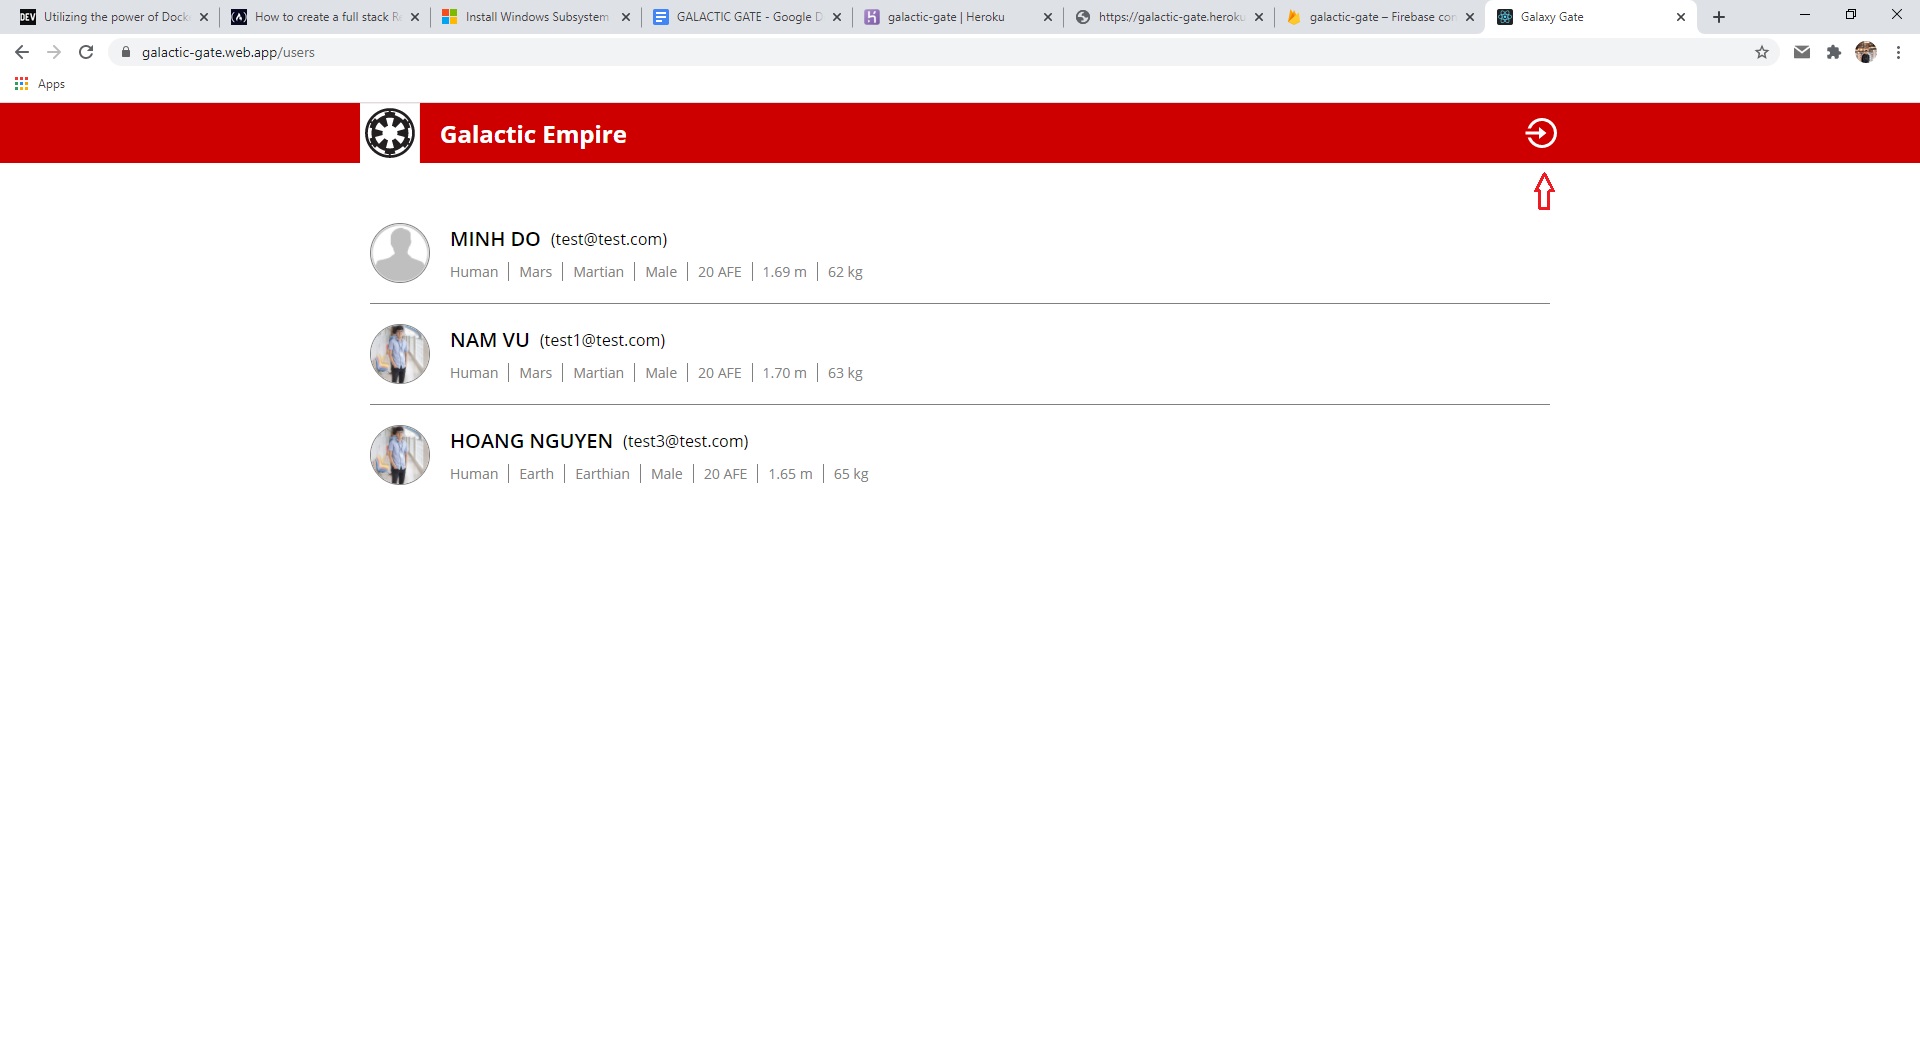 DEV Utilizing the power of Dock
How to create a full stack Re
Install Windows Subsystem
GALACTIC GATE - Google D
galactic-gate | Heroku
https://galactic-gate.heroku
galactic-gate – Firebase con
Galaxy Gate
galactic-gate.web.app/users
Apps
Galactic Empire
MINH DO (test@test.com)
Human | Mars | Martian | Male | 20 AFE | 1.69 m | 62 kg
NAM VU (test1@test.com)
Human | Mars | Martian | Male | 20 AFE | 1.70 m | 63 kg
HOANG NGUYEN (test3@test.com)
Human | Earth | Earthian | Male | 20 AFE | 1.65 m | 65 kg